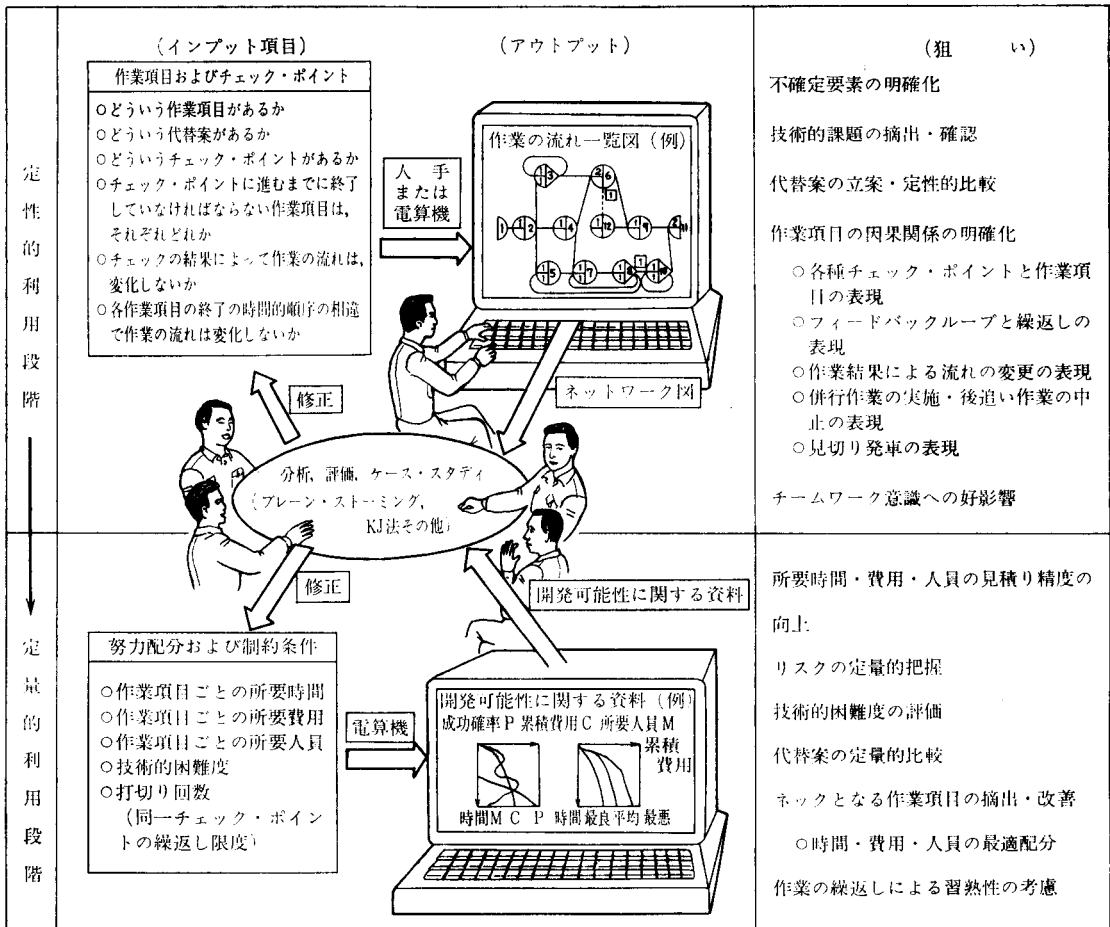 定性的利用段階
(インプット項目)
作業項目およびチェック・ポイント
○どういう作業項目があるか
○どういう代替案があるか
○どういうチェック・ポイントがあるか
○チェック・ポイントに進むまでに終了
していなければならない作業項目は,
それぞれどれか
○チェックの結果によって作業の流れは,
変化しないか
○各作業項目の終了の時間的順序の相違
で作業の流れは変化しないか
人手
または
電算機
(アウトプット)
作業の流れ一覧図(例)
ネットワーク図
修正
分析, 評価, ケース・スタディ
(ブレーン・ストーミング,
KJ法その他)
(狙い)
不確定要素の明確化
技術的課題の摘出・確認
代替案の立案・定性的比較
作業項目の因果関係の明確化
○各種チェック・ポイントと作業項
目の表現
○フィードバックループと繰返しの
表現
○作業結果による流れの変更の表現
○併行作業の実施・後追い作業の中
止の表現
○見切り発車の表現
チームワーク意識への好影響
定量的利用段階
修正
努力配分および制約条件
○作業項目ごとの所要時間
○作業項目ごとの所要費用
○作業項目ごとの所要人員
○技術的困難度
○打切り回数
(同一チェック・ポイン
トの繰返し限度)
電算機
開発可能性に関する資料
開発可能性に関する資料(例)
成功確率P 累積費用C 所要人員M
累積
費用
時間 M C P 時間 最良 平均 最悪
所要時間・費用・人員の見積り精度の
向上
リスクの定量的把握
技術的困難度の評価
代替案の定量的比較
ネックとなる作業項目の摘出・改善
○時間・費用・人員の最適配分
作業の繰返しによる習熟性の考慮